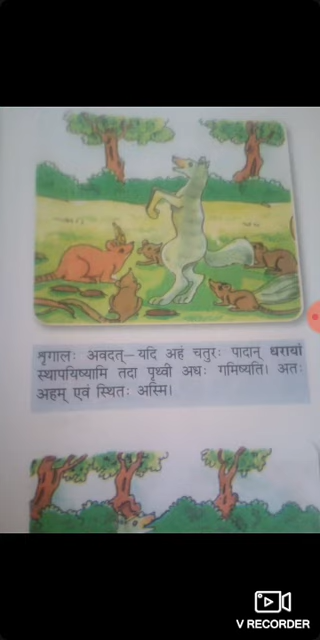 शृगालः अवदत्—यदि अहं चतुरः पादान् धरायां
स्थापयिष्यामि तदा पृथ्वी अधः गमिष्यति। अतः
अहम् एवं स्थितः अस्मि।
V RECORDER